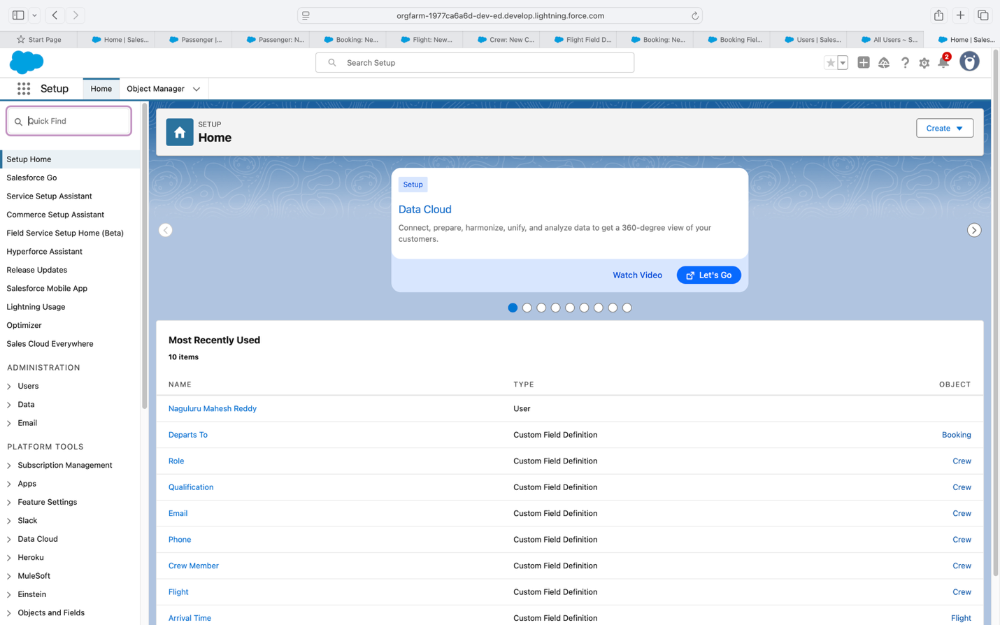 orgfarm-1977ca6a6d-dev-ed.develop.lightning.force.com
Start Page
Home | Sales...
Passenger |...
Passenger: N...
Booking: Ne...
Flight: New...
Crew: New C...
Flight Field D...
Booking: Ne...
Booking Fiel...
Users | Sales...
All Users ~ S...
Home | Sales...
Search Setup
2
Setup
Home
Object Manager
Quick Find
Setup Home
Salesforce Go
Service Setup Assistant
Commerce Setup Assistant
Field Service Setup Home (Beta)
Hyperforce Assistant
Release Updates
Salesforce Mobile App
Lightning Usage
Optimizer
Sales Cloud Everywhere
ADMINISTRATION
Users
Data
Email
PLATFORM TOOLS
Subscription Management
Apps
Feature Settings
Slack
Data Cloud
Heroku
MuleSoft
Einstein
Objects and Fields
SETUP
Home
Create
Setup
Data Cloud
Connect, prepare, harmonize, unify, and analyze data to get a 360-degree view of your
customers.
Watch Video
Let's Go
Most Recently Used
10 items
NAME TYPE OBJECT
Naguluru Mahesh Reddy User
Departs To Custom Field Definition Booking
Role Custom Field Definition Crew
Qualification Custom Field Definition Crew
Email Custom Field Definition Crew
Phone Custom Field Definition Crew
Crew Member Custom Field Definition Crew
Flight Custom Field Definition Crew
Arrival Time Custom Field Definition Flight